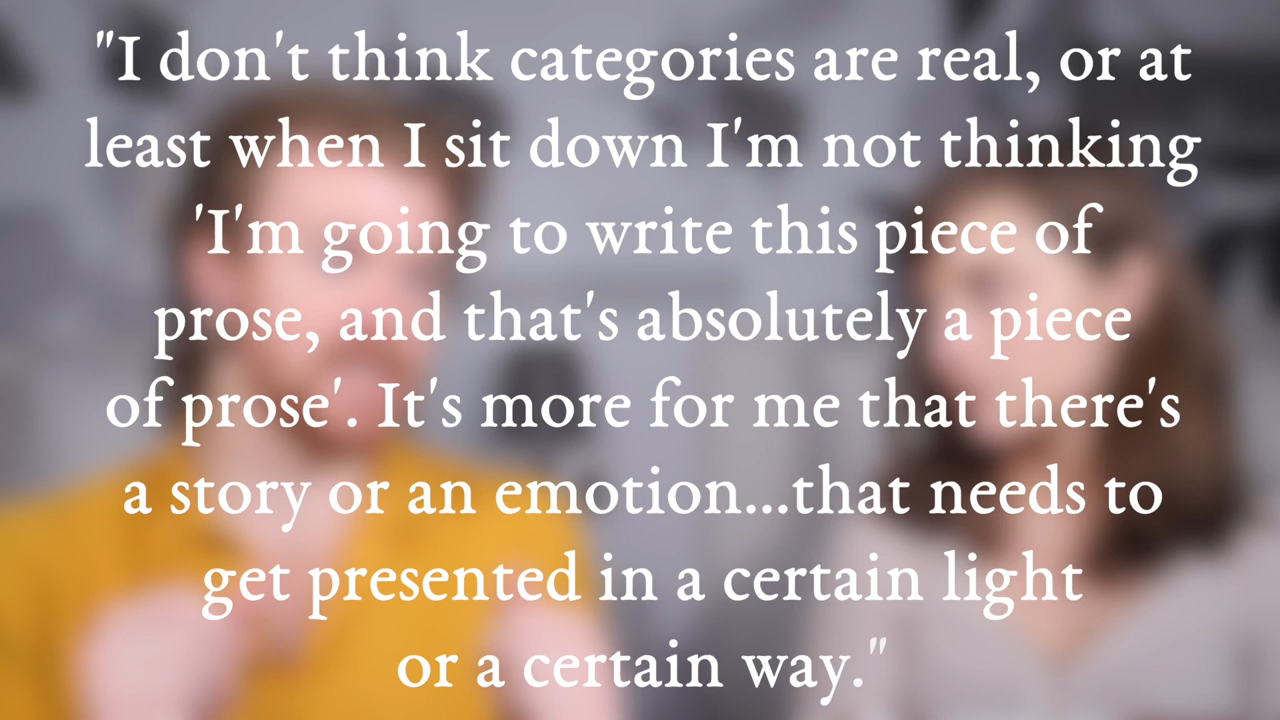 "I don't think categories are real, or at
least when I sit down I'm not thinking
'I'm going to write this piece of
prose, and that's absolutely a piece
of prose'. It's more for me that there's
a story or an emotion...that needs to
get presented in a certain light
or a certain way."